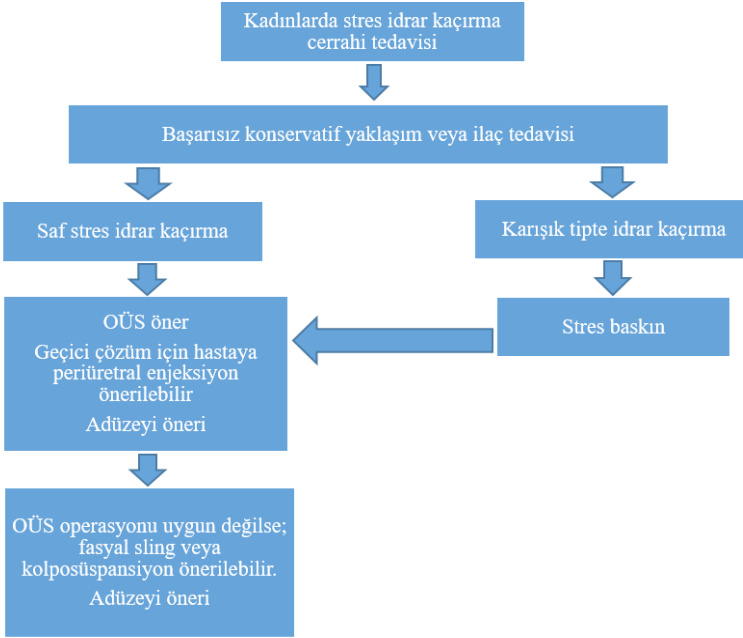 Kadınlarda stres idrar kaçırma
cerrahi tedavisi
Başarısız konservatif yaklaşım veya ilaç tedavisi
Saf stres idrar kaçırma
Karışık tipte idrar kaçırma
OÜS öner
Geçici çözüm için hastaya
periüretral enjeksiyon
önerilebilir
Adüzeyi öneri
Stres baskın
OÜS operasyonu uygun değilse;
fasyal sling veya
kolposüspansiyon önerilebilir.
Adüzeyi öneri